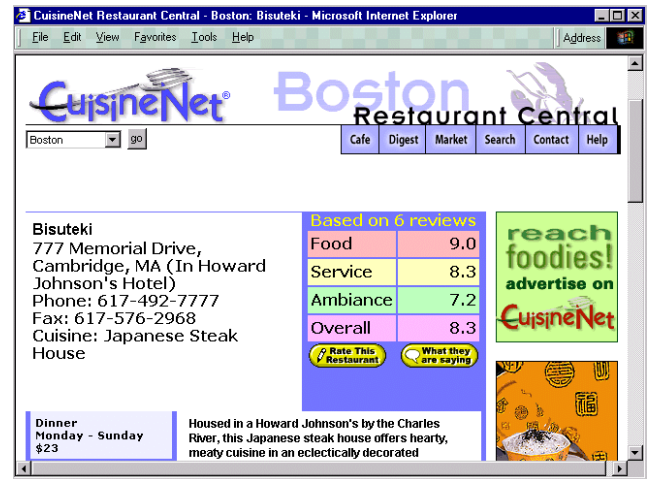 CuisineNet Restaurant Central - Boston: Bisuteki - Microsoft Internet Explorer
File Edit View Favorites Tools Help Address
CuisineNet® Boston
Restaurant Central
Boston go
Cafe Digest Market Search Contact Help
Bisuteki
777 Memorial Drive,
Cambridge, MA (In Howard
Johnson's Hotel)
Phone: 617-492-
7777
Fax: 617-576-2968
Cuisine: Japanese Steak
House
Based on 6 reviews
Food 9.0
Service 8.3
Ambiance 7.2
Overall 8.3
Rate This
Restaurant
What they
are saying
reach
foodies!
advertise on
CuisineNet
福
Dinner
Monday - Sunday
$23
Housed in a Howard Johnson's by the Charles
River, this Japanese steak house offers hearty,
meaty cuisine in an eclectically decorated